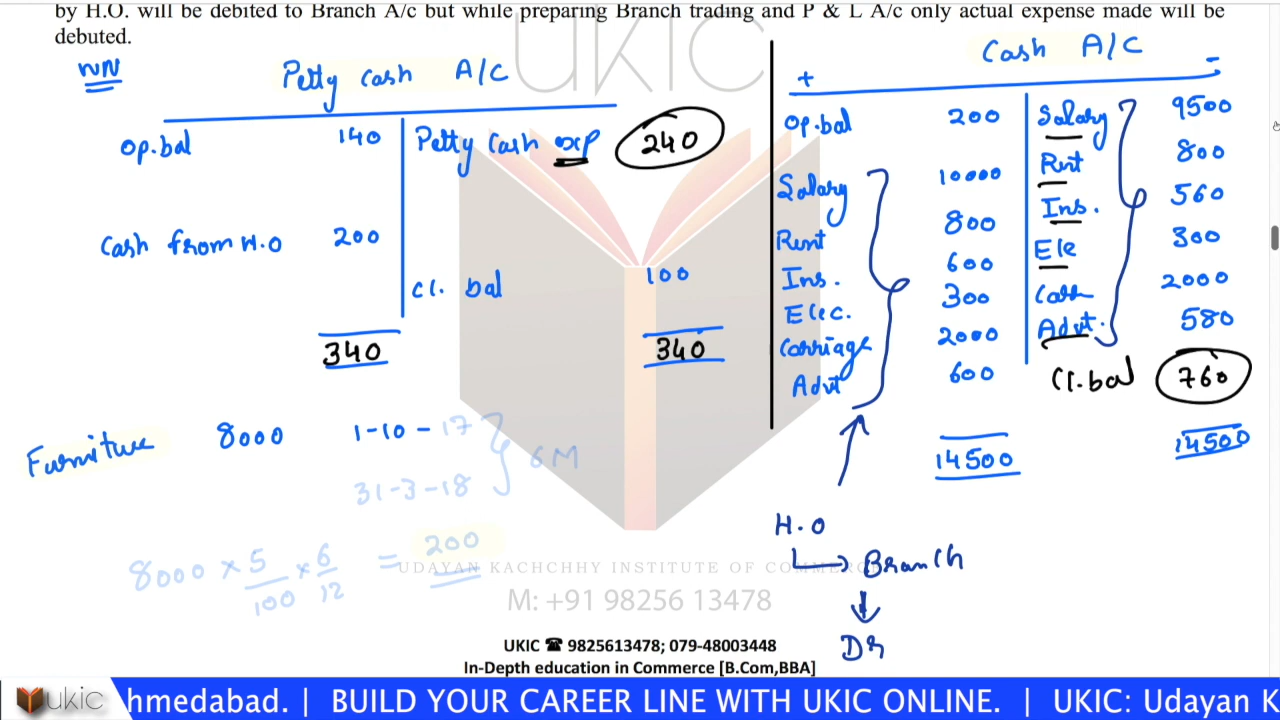 by H.O. will be debited to Branch A/c but while preparing Branch trading and P & L A/c only actual expense made will be
debuted.
WN
Petty Cash A/C
Op.bal 140 Petty Cash exp 240
Cash from H.O 200
Cl. bal 100
340 340
Cash A/C
+ -
Op.bal 200 Salary 9500
Salary 10000 Rent 800
Rent 800 Ins. 560
Ins. 600 Ele 300
Elec. 300 2000
Carriage 2000 Advt. 580
Advt 600 Cl.bal 760
14500 14500
Furniture 8000 1-10-17
31-3-18 6M
8000 × 5/100 × 6/12 = 200
H.O
Branch
Dr
UKIC
UDAYAN KACHCHHY INSTITUTE OF COMMERCE
M: +91 98256 13478
UKIC ☎ 9825613478; 079-48003448
In-Depth education in Commerce [B.Com,BBA]
ukic hmedabad. | BUILD YOUR CAREER LINE WITH UKIC ONLINE. | UKIC: Udayan K